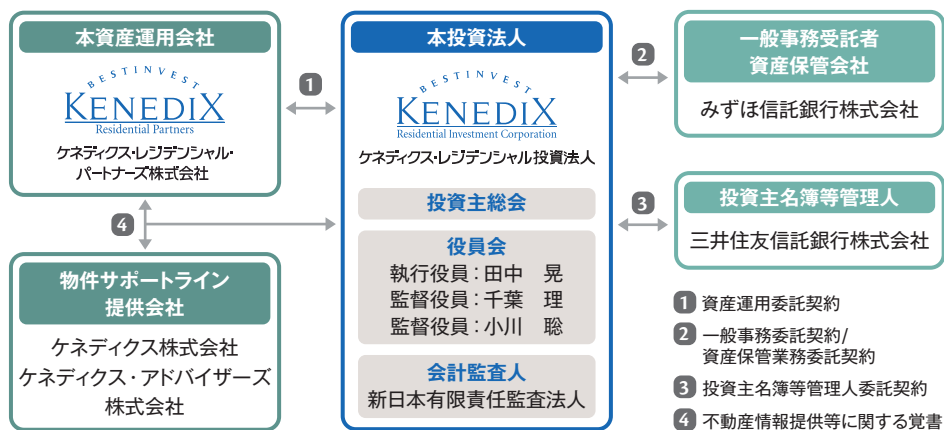 本資産運用会社
BESTINVEST
KENEDIX
Residential Partners
ケネディクス・レジデンシャル・
パートナーズ株式会社
1
4
物件サポートライン
提供会社
ケネディクス株式会社
ケネディクス・アドバイザーズ
株式会社
本投資法人
BESTINVEST
KENEDIX
Residential Investment Corporation
ケネディクス・レジデンシャル投資法人
投資主総会
役員会
執行役員：田中　晃
監督役員：千葉　理
監督役員：小川　聡
会計監査人
新日本有限責任監査法人
2
一般事務受託者
資産保管会社
みずほ信託銀行株式会社
3
投資主名簿等管理人
三井住友信託銀行株式会社
1 資産運用委託契約
2 一般事務委託契約/
資産保管業務委託契約
3 投資主名簿等管理人委託契約
4 不動産情報提供等に関する覚書